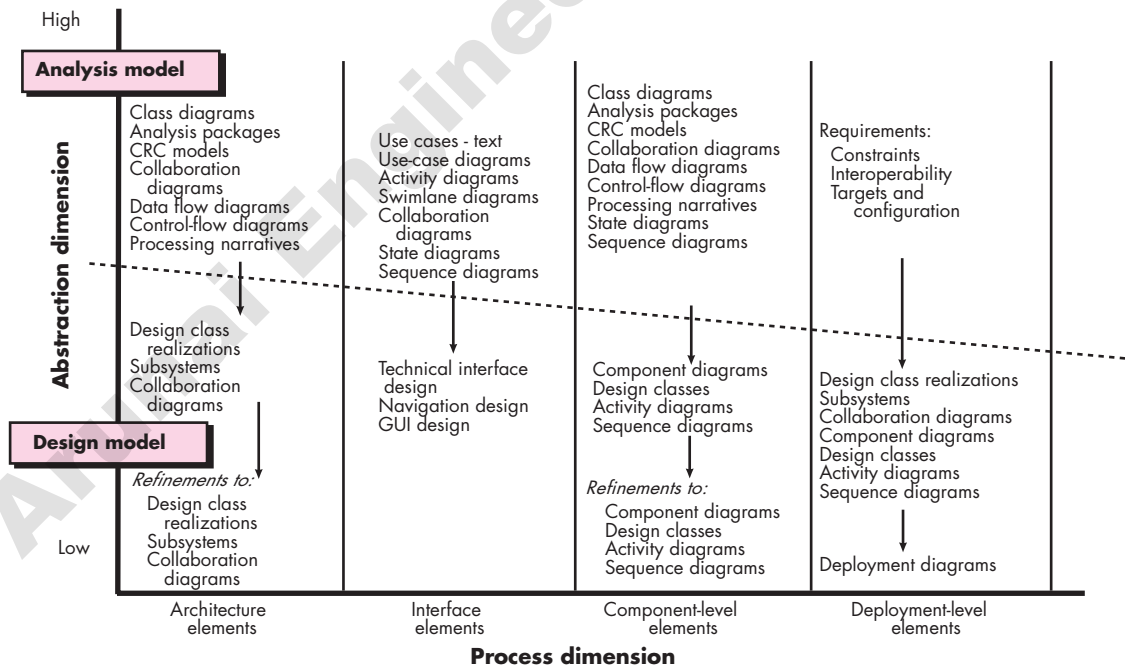 High
Analysis model
Abstraction dimension
Design model
Low
Class diagrams
Analysis packages
CRC models
Collaboration
diagrams
Data flow diagrams
Control-flow diagrams
Processing narratives
Design class
realizations
Subsystems
Collaboration
diagrams
Refinements to:
Design class
realizations
Subsystems
Collaboration
diagrams
Use cases - text
Use-case diagrams
Activity diagrams
Swimlane diagrams
Collaboration
diagrams
State diagrams
Sequence diagrams
Technical interface
design
Navigation design
GUI design
Class diagrams
Analysis packages
CRC models
Collaboration diagrams
Data flow diagrams
Control-flow diagrams
Processing narratives
State diagrams
Sequence diagrams
Component diagrams
Design classes
Activity diagrams
Sequence diagrams
Refinements to:
Component diagrams
Design classes
Activity diagrams
Sequence diagrams
Requirements:
Constraints
Interoperability
Targets and
configuration
Design class realizations
Subsystems
Collaboration diagrams
Component diagrams
Design classes
Activity diagrams
Sequence diagrams
Deployment diagrams
Architecture
elements
Interface
elements
Component-level
elements
Deployment-level
elements
Process dimension
Arunai